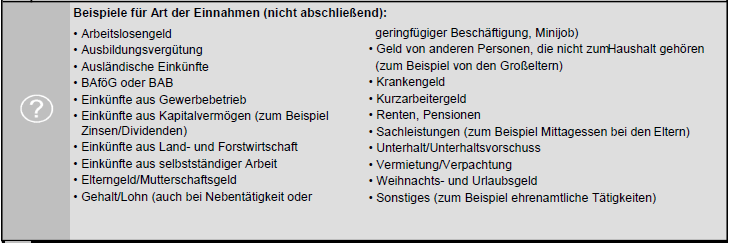 Beispiele für Art der Einnahmen (nicht abschließend):
• Arbeitslosengeld
• Ausbildungsvergütung
• Ausländische Einkünfte
• BAföG oder BAB
• Einkünfte aus Gewerbebetrieb
• Einkünfte aus Kapitalvermögen (zum Beispiel
Zinsen/Dividenden)
• Einkünfte aus Land- und Forstwirtschaft
• Einkünfte aus selbstständiger Arbeit
• Elterngeld/Mutterschaftsgeld
• Gehalt/Lohn (auch bei Nebentätigkeit oder
geringfügiger Beschäftigung, Minijob)
• Geld von anderen Personen, die nicht zumHaushalt gehören
(zum Beispiel von den Großeltern)
• Krankengeld
• Kurzarbeitergeld
• Renten, Pensionen
• Sachleistungen (zum Beispiel Mittagessen bei den Eltern)
• Unterhalt/Unterhaltsvorschuss
• Vermietung/Verpachtung
• Weihnachts- und Urlaubsgeld
• Sonstiges (zum Beispiel ehrenamtliche Tätigkeiten)